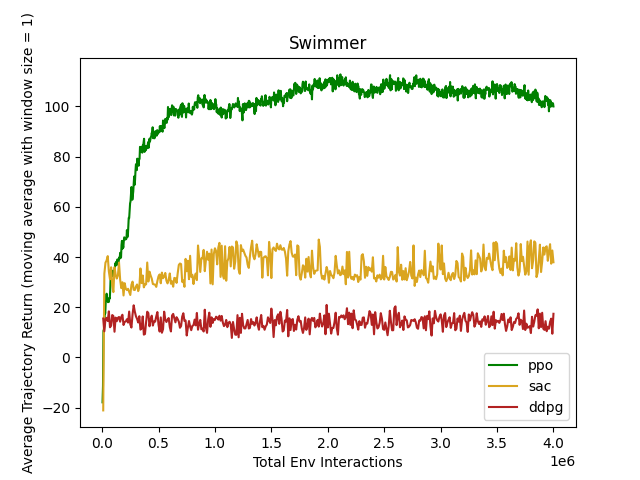 Swimmer
Average Trajectory Return (moving average with window size = 1)
100
80
60
40
20
0
−20
0.0 0.5 1.0 1.5 2.0 2.5 3.0 3.5 4.0
1e6
Total Env Interactions
ppo
sac
ddpg